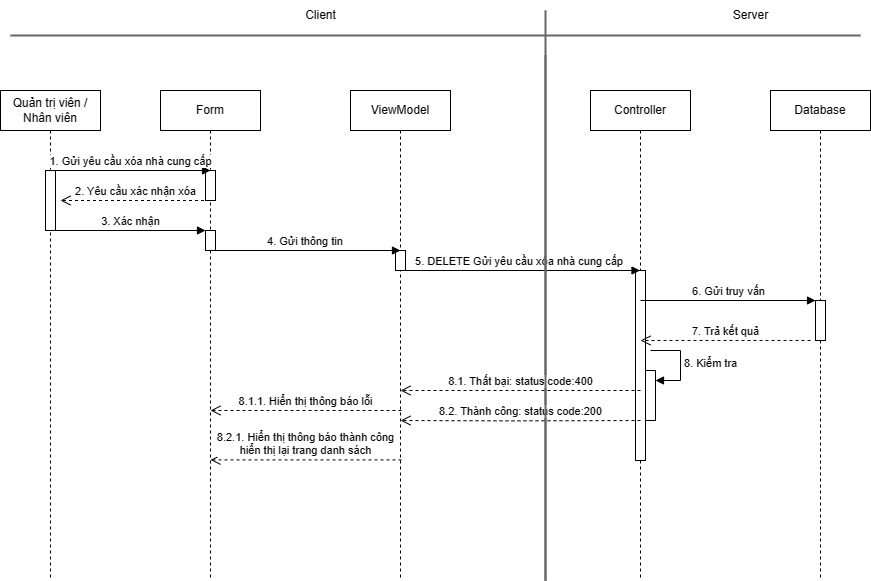 Client
Server
Quản trị viên /
Nhân viên
Form
ViewModel
Controller
Database
1. Gửi yêu cầu xóa nhà cung cấp
2. Yêu cầu xác nhận xóa
3. Xác nhận
4. Gửi thông tin
5. DELETE Gửi yêu cầu xóa nhà cung cấp
6. Gửi truy vấn
7. Trả kết quả
8. Kiểm tra
8.1. Thất bại: status code:400
8.1.1. Hiển thị thông báo lỗi
8.2. Thành công: status code:200
8.2.1. Hiển thị thông báo thành công
hiển thị lại trang danh sách